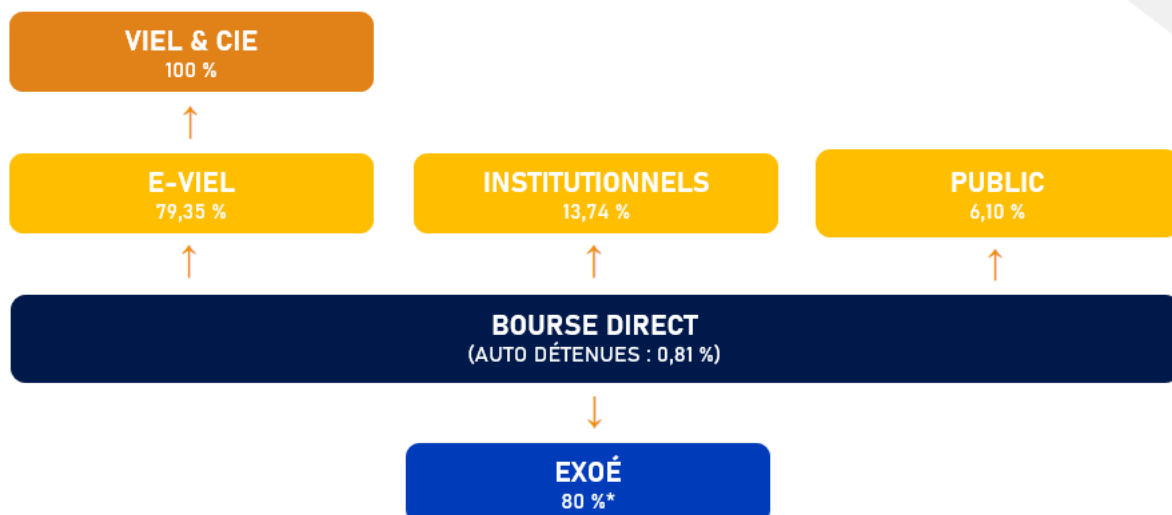 VIEL & CIE
100 %
E-VIEL
79,35 %
INSTITUTIONNELS
13,74 %
PUBLIC
6,10 %
BOURSE DIRECT
(AUTO DÉTENUES : 0,81 %)
EXOÉ
80 %*